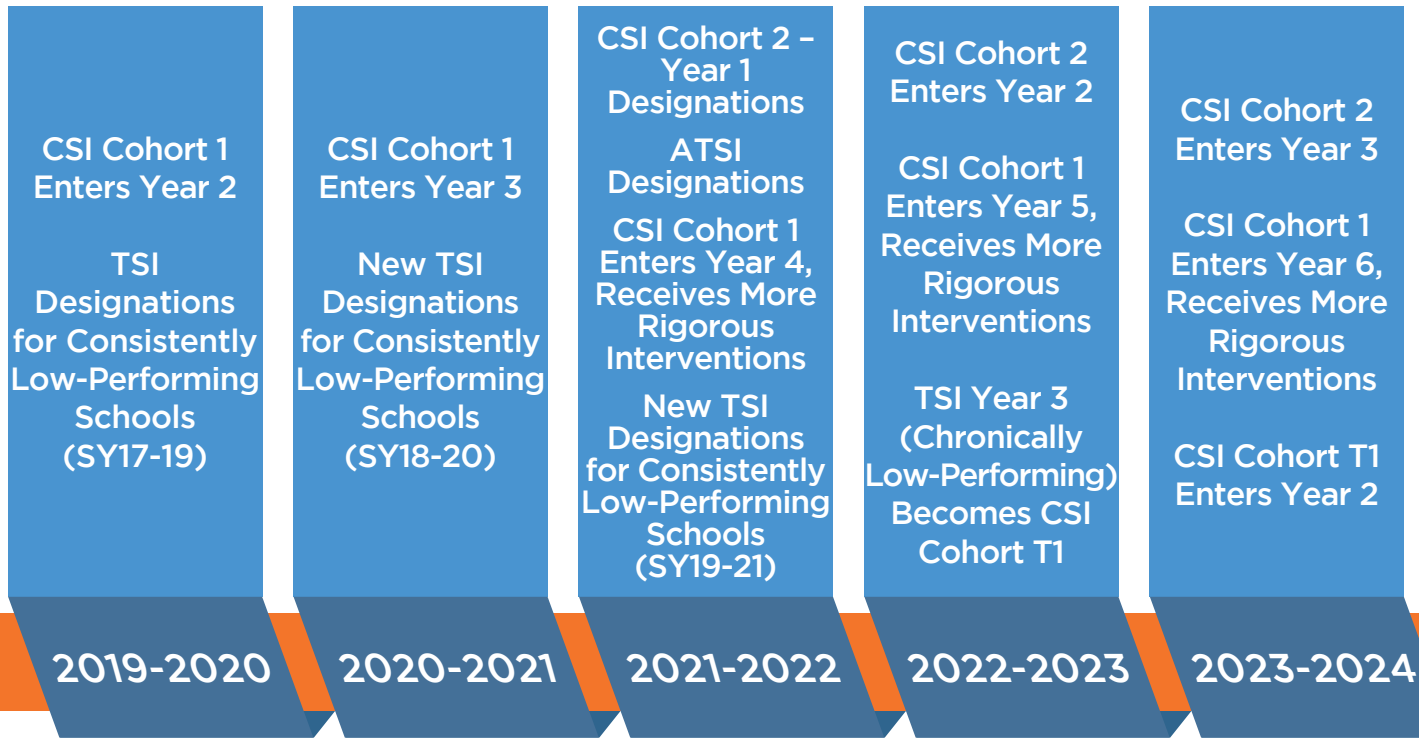 CSI Cohort 1
Enters Year 2
TSI
Designations
for Consistently
Low-Performing
Schools
(SY17-19)
2019-2020
CSI Cohort 1
Enters Year 3
New TSI
Designations
for Consistently
Low-Performing
Schools
(SY18-20)
2020-2021
CSI Cohort 2 –
Year 1
Designations
ATSI
Designations
CSI Cohort 1
Enters Year 4,
Receives More
Rigorous
Interventions
New TSI
Designations
for Consistently
Low-Performing
Schools
(SY19-21)
2021-2022
CSI Cohort 2
Enters Year 2
CSI Cohort 1
Enters Year 5,
Receives More
Rigorous
Interventions
TSI Year 3
(Chronically
Low-Performing)
Becomes CSI
Cohort T1
2022-2023
CSI Cohort 2
Enters Year 3
CSI Cohort 1
Enters Year 6,
Receives More
Rigorous
Interventions
CSI Cohort T1
Enters Year 2
2023-2024